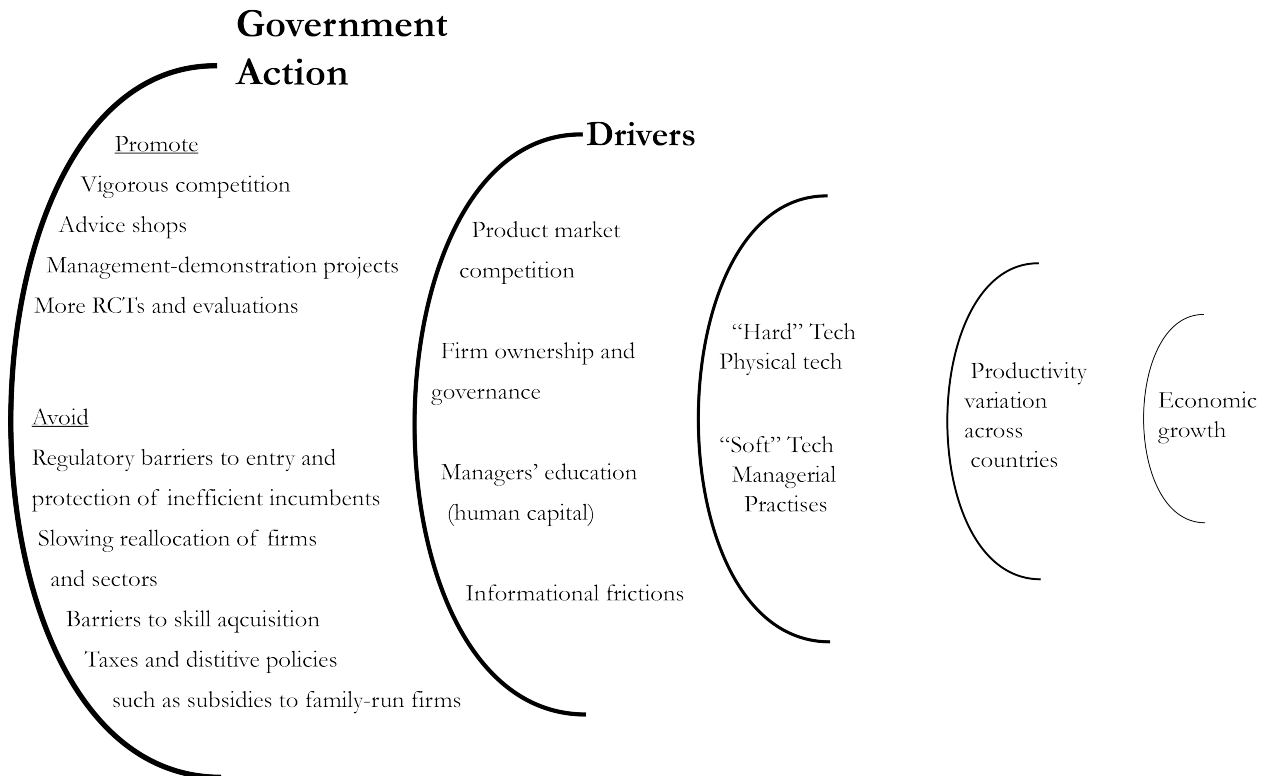 Government
Action
Promote
Vigorous competition
Advice shops
Management-demonstration projects
More RCTs and evaluations
Avoid
Regulatory barriers to entry and
protection of inefficient incumbents
Slowing reallocation of firms
and sectors
Barriers to skill aqcuisition
Taxes and distitive policies
such as subsidies to family-run firms
Drivers
Product market
competition
Firm ownership and
governance
Managers’ education
(human capital)
Informational frictions
“Hard” Tech
Physical tech
“Soft” Tech
Managerial
Practises
Productivity
variation
across
countries
Economic
growth